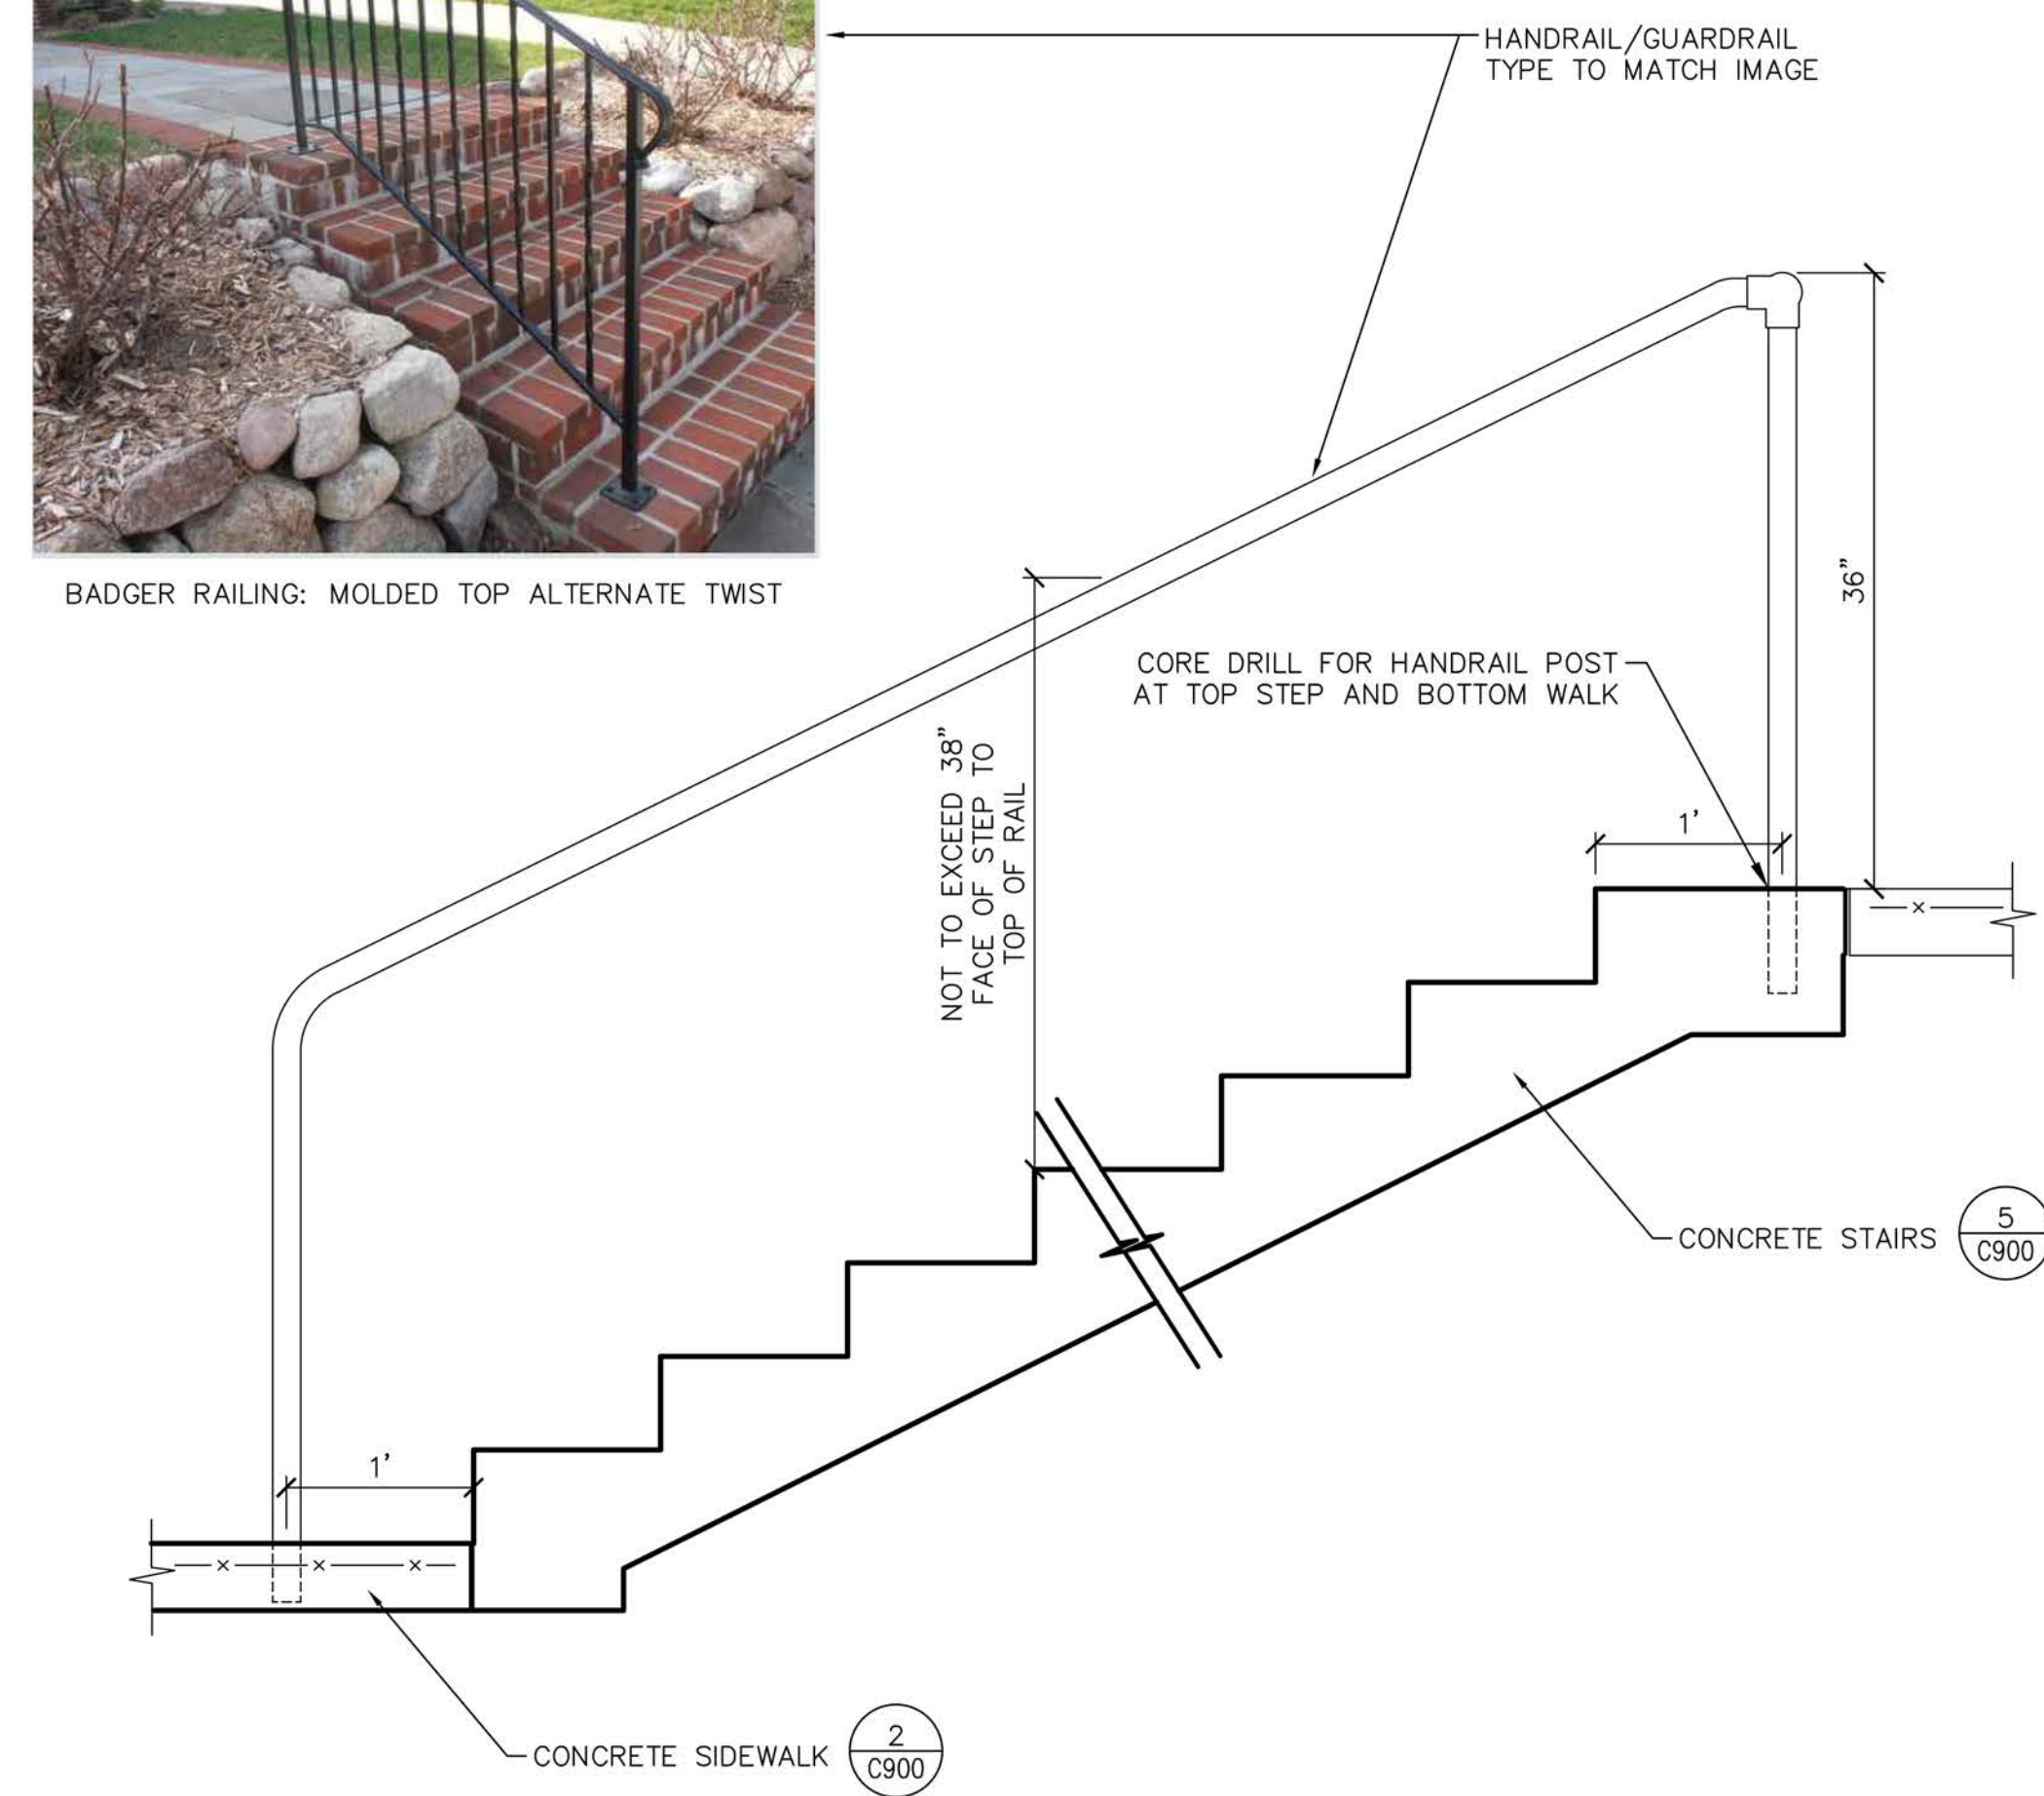 HANDRAIL/GUARDRAIL
TYPE TO MATCH IMAGE
BADGER RAILING: MOLDED TOP ALTERNATE TWIST
36"
CORE DRILL FOR HANDRAIL POST
AT TOP STEP AND BOTTOM WALK
NOT TO EXCEED 38"
FACE OF STEP TO
TOP OF RAIL
1'
5
C900
CONCRETE STAIRS
1'
2
C900
CONCRETE SIDEWALK